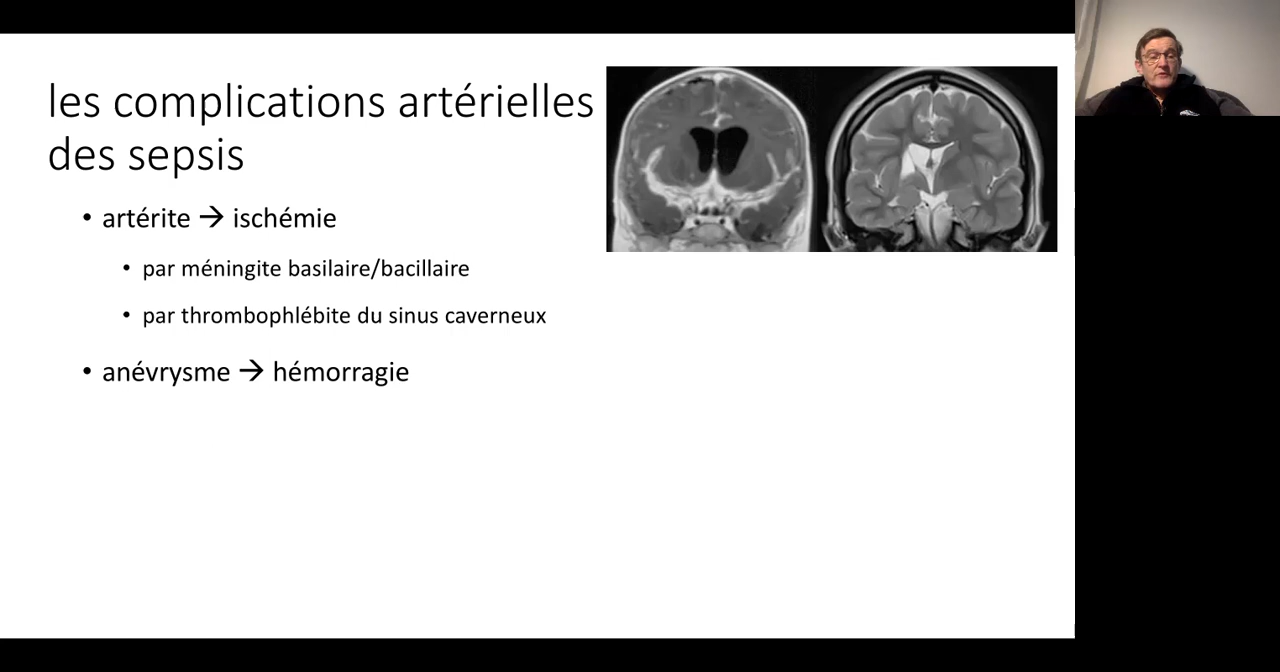 les complications artérielles
des sepsis
• artérite → ischémie
• par méningite basilaire/bacillaire
• par thrombophlébite du sinus caverneux
• anévrysme → hémorragie